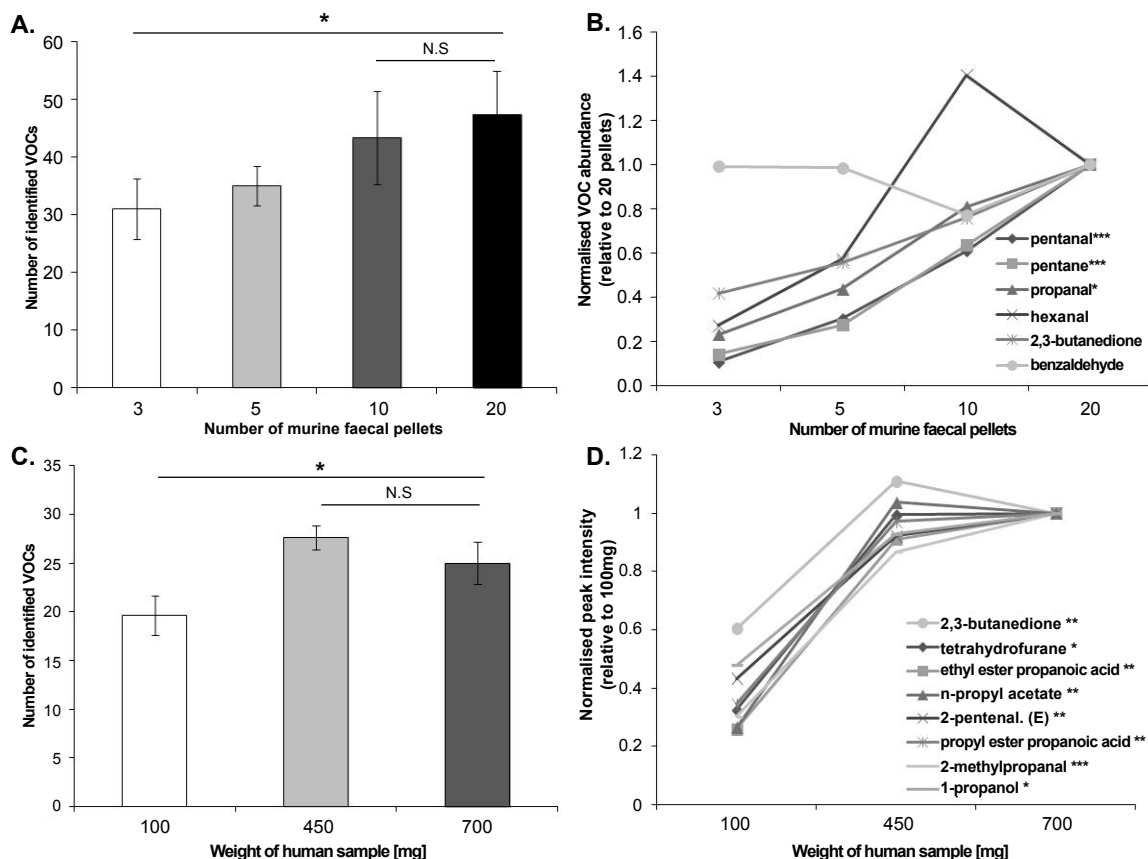 A.
*
N.S
60
50
40
30
20
10
0
Number of identified VOCs
3 5 10 20
Number of murine faecal pellets
B.
1.6
1.4
1.2
1.0
0.8
0.6
0.4
0.2
0.0
Normalised VOC abundance
(relative to 20 pellets)
pentanal***
pentane***
propanal*
hexanal
2,3-butanedione
benzaldehyde
3 5 10 20
Number of murine faecal pellets
C.
*
N.S
35
30
25
20
15
10
5
0
Number of identified VOCs
100 450 700
Weight of human sample [mg]
D.
1.2
1
0.8
0.6
0.4
0.2
0
Normalised peak intensity
(relative to 100mg)
2,3-butanedione **
tetrahydrofurane *
ethyl ester propanoic acid **
n-propyl acetate **
2-pentenal. (E) **
propyl ester propanoic acid **
2-methylpropanal ***
1-propanol *
100 450 700
Weight of human sample [mg]